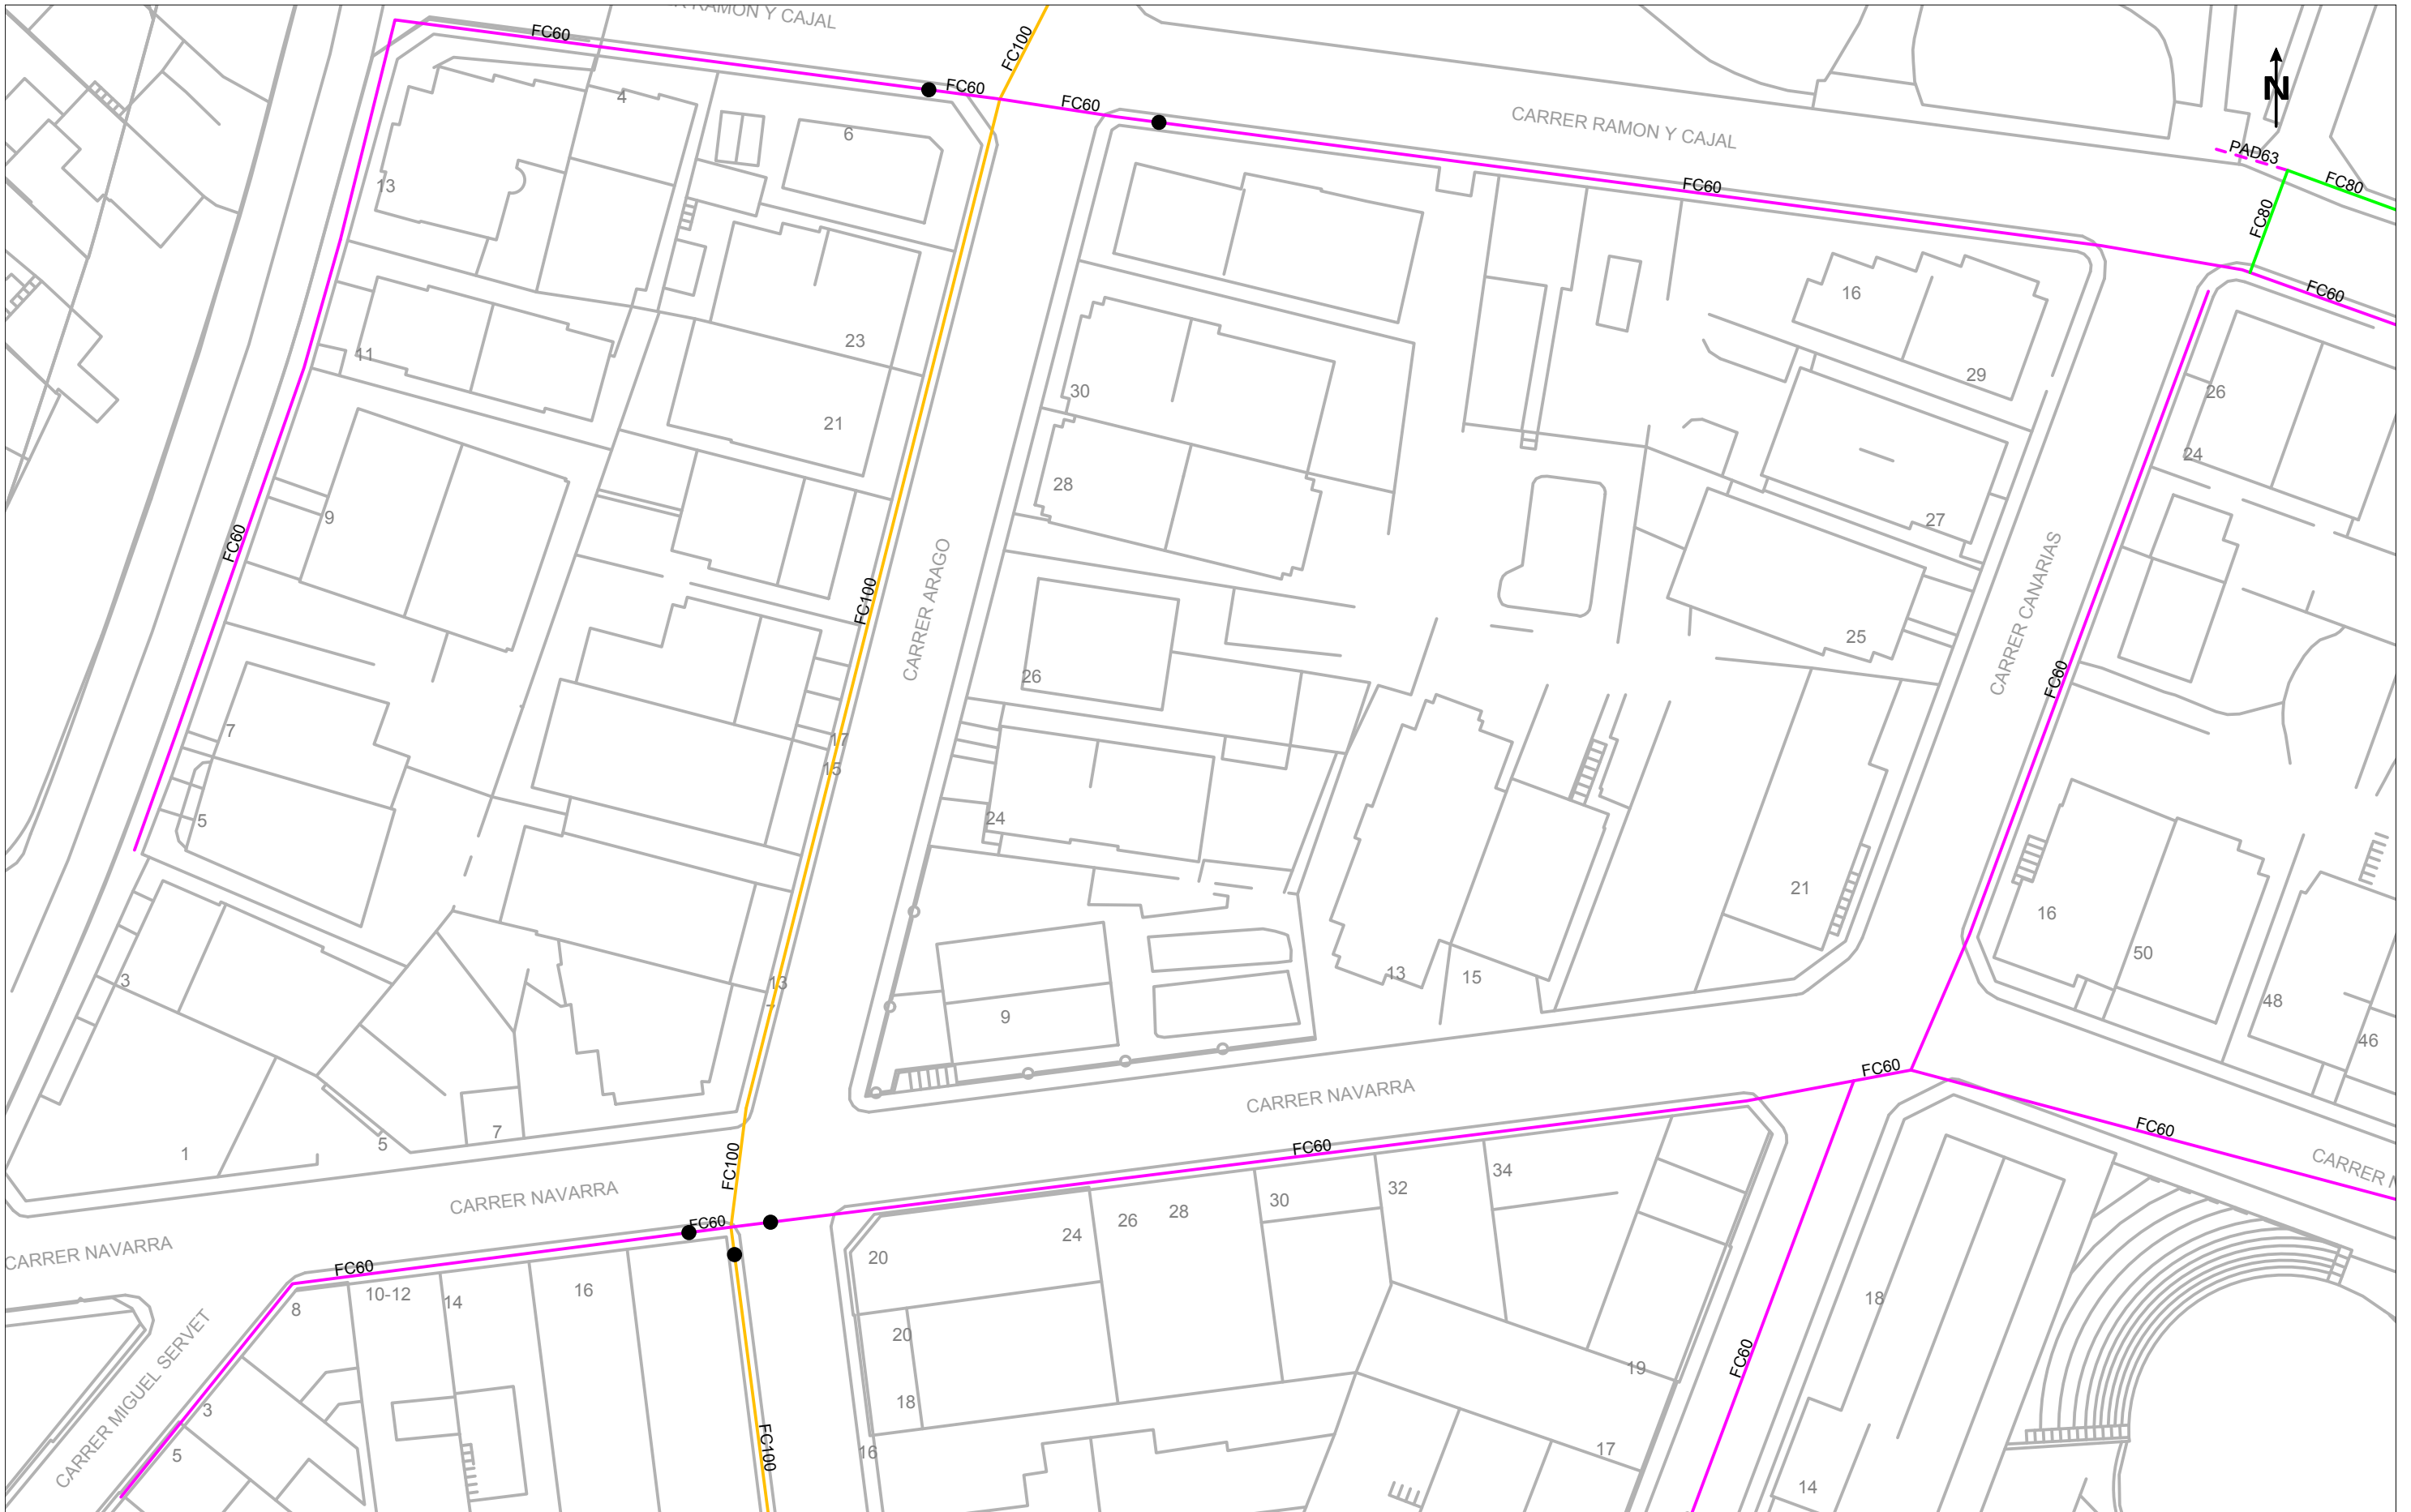 RAMON Y CAJAL
FC60
FC100
FC60
FC60
4
6
CARRER RAMON Y CAJAL
N
PAD63
FC80
13
FC60
FC80
16
FC60
23
11
29
30
26
21
24
28
9
27
FC60
FC100
CARRER ARAGO
CARRER CANARIAS
25
26
FC60
7
17
15
5
24
21
16
50
13
15
3
13
48
9
46
FC60
CARRER NAVARRA
7
5
1
FC100
FC60
34
FC60
CARRER N
32
30
CARRER NAVARRA
28
26
24
FC60
20
CARRER NAVARRA
FC60
10-12
16
14
8
18
20
CARRER MIGUEL SERVET
FC60
19
18
3
5
16
FC100
17
14